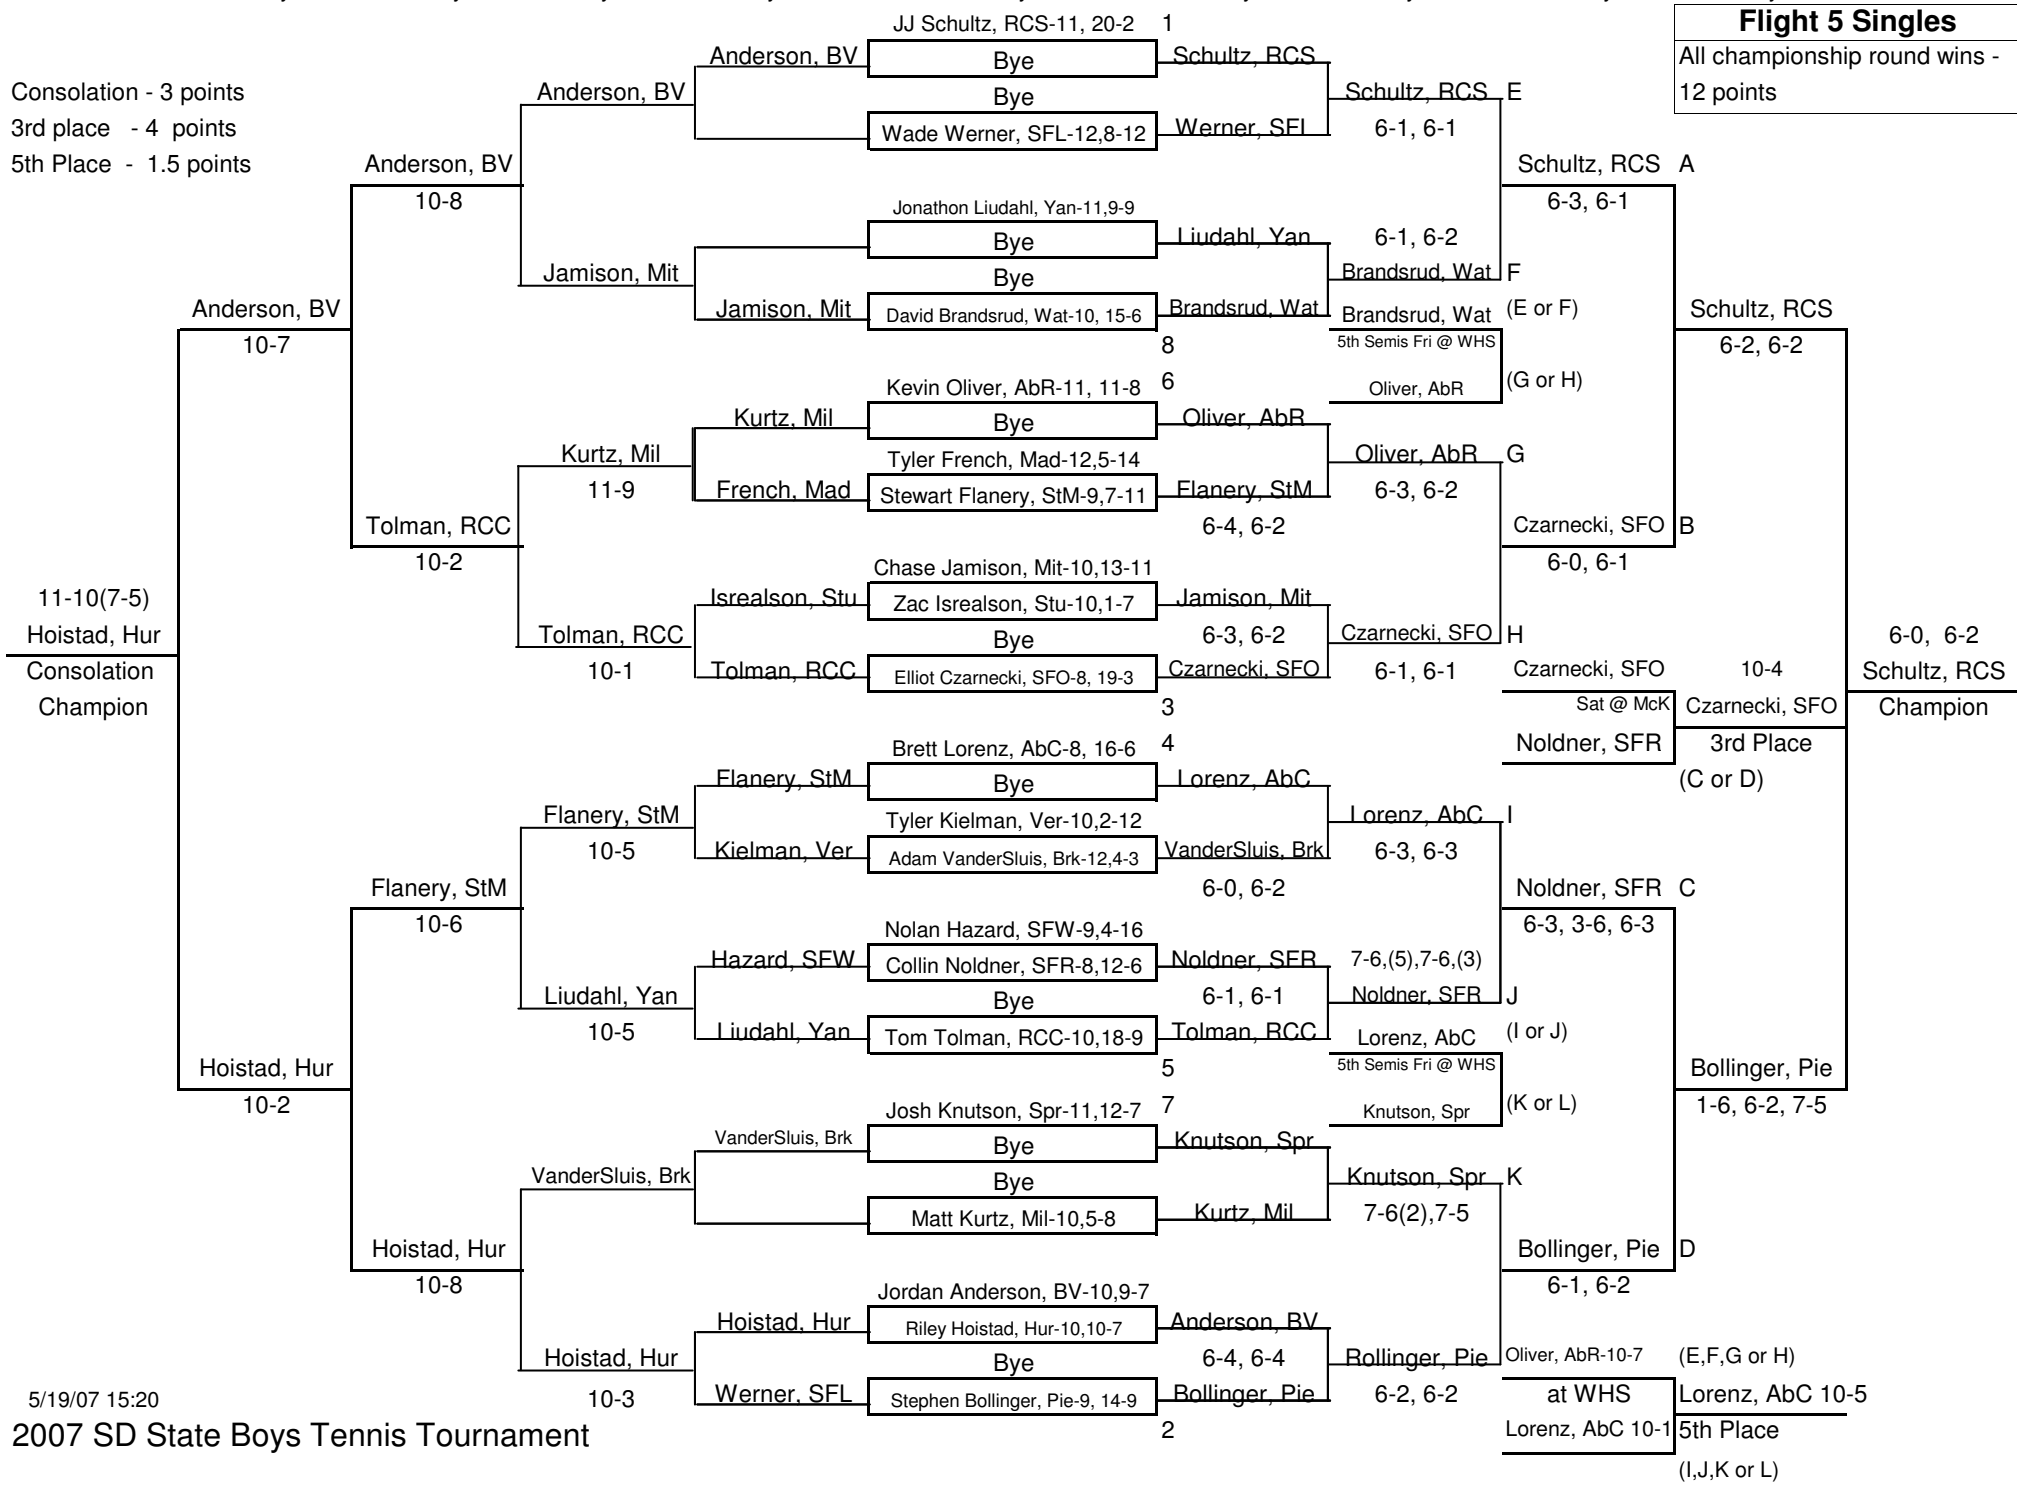 JJ Schultz, RCS-11, 20-2 1
Flight 5 Singles
Anderson, BV
Bye
Schultz, RCS
All championship round wins -
Consolation - 3 points
Anderson, BV
Bye
Schultz, RCS E
12 points
3rd place - 4 points
Wade Werner, SFL-12,8-12
Werner, SFL
6-1, 6-1
5th Place - 1.5 points
Anderson, BV
Schultz, RCS A
10-8
Jonathon Liudahl, Yan-11,9-9
6-3, 6-1
Bye
Liudahl, Yan
6-1, 6-2
Jamison, Mit
Bye
Brandsrud, Wat F
Anderson, BV
Jamison, Mit
David Brandsrud, Wat-10, 15-6
Brandsrud, Wat
Brandsrud, Wat
(E or F)
Schultz, RCS
10-7
8
5th Semis Fri @ WHS
6-2, 6-2
Kevin Oliver, AbR-11, 11-8 6
Oliver, AbR
(G or H)
Kurtz, Mil
Bye
Oliver, AbR
Kurtz, Mil
Tyler French, Mad-12,5-14
Oliver, AbR G
11-9
French, Mad
Stewart Flanery, StM-9,7-11
Flanery, StM
6-3, 6-2
Tolman, RCC
6-4, 6-2
Czarnecki, SFO B
10-2
Chase Jamison, Mit-10,13-11
6-0, 6-1
11-10(7-5)
Isrealson, Stu
Zac Isrealson, Stu-10,1-7
Jamison, Mit
Hoistad, Hur
Tolman, RCC
Bye
6-3, 6-2
Czarnecki, SFO H
6-0, 6-2
Consolation
10-1
Tolman, RCC
Elliot Czarnecki, SFO-8, 19-3
Czarnecki, SFO
6-1, 6-1
Czarnecki, SFO
10-4
Schultz, RCS
Champion
3
Sat @ McK
Czarnecki, SFO
Champion
Brett Lorenz, AbC-8, 16-6 4
Noldner, SFR
3rd Place
Flanery, StM
Bye
Lorenz, AbC
(C or D)
Flanery, StM
Tyler Kielman, Ver-10,2-12
Lorenz, AbC I
10-5
Kielman, Ver
Adam VanderSluis, Brk-12,4-3
VanderSluis, Brk
6-3, 6-3
Flanery, StM
6-0, 6-2
Noldner, SFR C
10-6
Nolan Hazard, SFW-9,4-16
6-3, 3-6, 6-3
Hazard, SFW
Collin Noldner, SFR-8,12-6
Noldner, SFR
7-6,(5),7-6,(3)
Liudahl, Yan
Bye
6-1, 6-1
Noldner, SFR J
10-5
Liudahl, Yan
Tom Tolman, RCC-10,18-9
Tolman, RCC
Lorenz, AbC
(I or J)
Hoistad, Hur
5
5th Semis Fri @ WHS
Bollinger, Pie
10-2
Josh Knutson, Spr-11,12-7 7
Knutson, Spr
(K or L)
1-6, 6-2, 7-5
VanderSluis, Brk
Bye
Knutson, Spr
VanderSluis, Brk
Bye
Knutson, Spr K
Matt Kurtz, Mil-10,5-8
Kurtz, Mil
7-6(2),7-5
Hoistad, Hur
Bollinger, Pie D
10-8
Jordan Anderson, BV-10,9-7
6-1, 6-2
Hoistad, Hur
Riley Hoistad, Hur-10,10-7
Anderson, BV
Hoistad, Hur
Bye
6-4, 6-4
Bollinger, Pie
Oliver, AbR-10-7
(E,F,G or H)
5/19/07 15:20
10-3
Werner, SFL
Stephen Bollinger, Pie-9, 14-9
Bollinger, Pie
6-2, 6-2
at WHS
Lorenz, AbC 10-5
2007 SD State Boys Tennis Tournament
2
Lorenz, AbC 10-1
5th Place
(I,J,K or L)